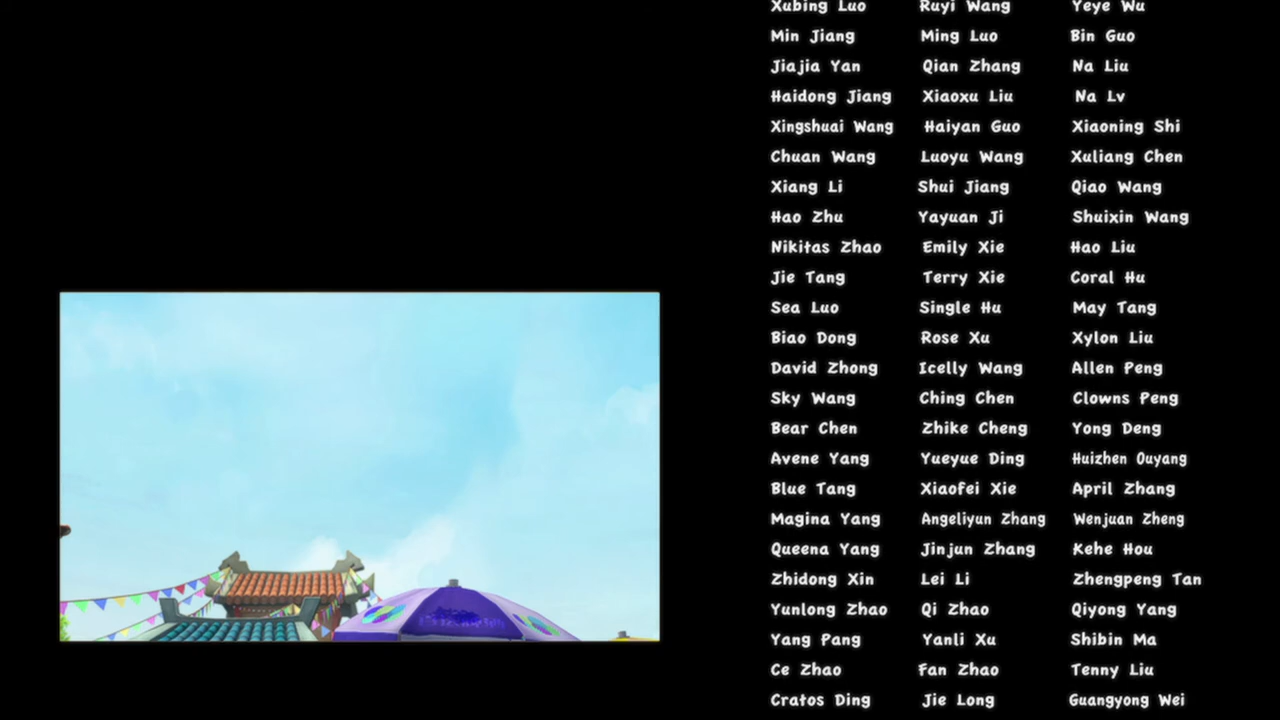 Xubing Luo Ruyi Wang Yeye Wu
Min Jiang Ming Luo Bin Guo
Jiajia Yan Qian Zhang Na Liu
Haidong Jiang Xiaoxu Liu Na Lv
Xingshuai Wang Haiyan Guo Xiaoning Shi
Chuan Wang Luoyu Wang Xuliang Chen
Xiang Li Shui Jiang Qiao Wang
Hao Zhu Yayuan Ji Shuixin Wang
Nikitas Zhao Emily Xie Hao Liu
Jie Tang Terry Xie Coral Hu
Sea Luo Single Hu May Tang
Biao Dong Rose Xu Xylon Liu
David Zhong Icelly Wang Allen Peng
Sky Wang Ching Chen Clowns Peng
Bear Chen Zhike Cheng Yong Deng
Avene Yang Yueyue Ding Huizhen Ouyang
Blue Tang Xiaofei Xie April Zhang
Magina Yang Angeliyun Zhang Wenjuan Zheng
Queena Yang Jinjun Zhang Kehe Hou
Zhidong Xin Lei Li Zhengpeng Tan
Yunlong Zhao Qi Zhao Qiyong Yang
Yang Pang Yanli Xu Shibin Ma
Ce Zhao Fan Zhao Tenny Liu
Cratos Ding Jie Long Guangyong Wei